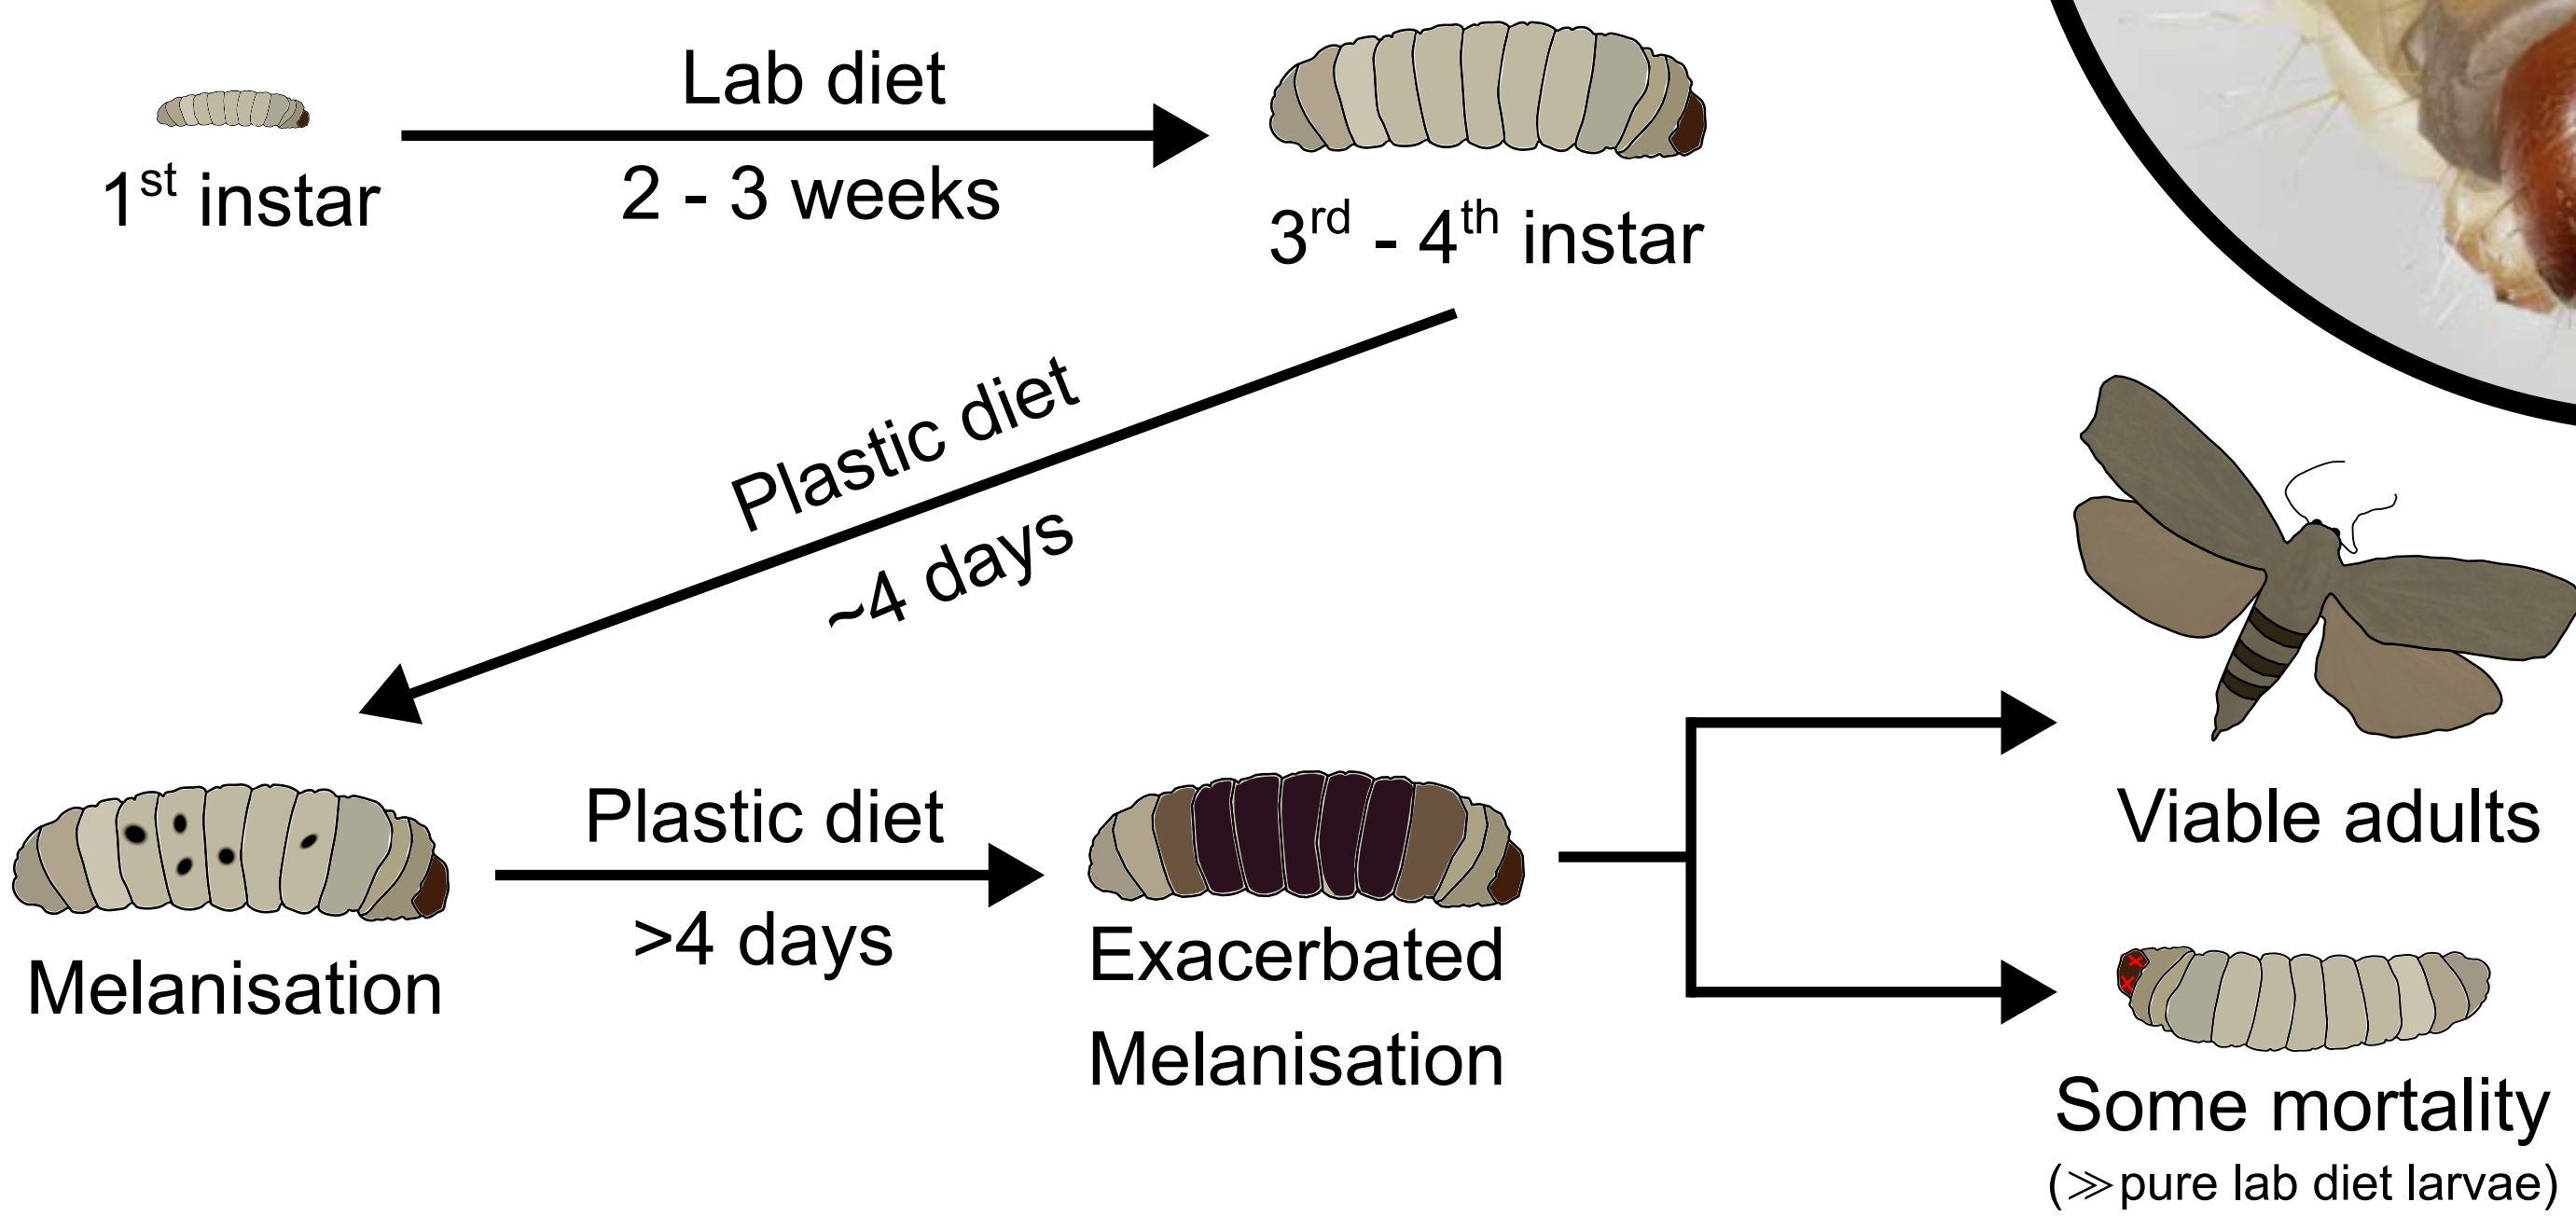 Lab diet
2 - 3 weeks
1st instar
3rd - 4th instar
Plastic diet
~4 days
Melanisation
Plastic diet
>4 days
Exacerbated
Melanisation
Viable adults
Some mortality
(≫pure lab diet larvae)